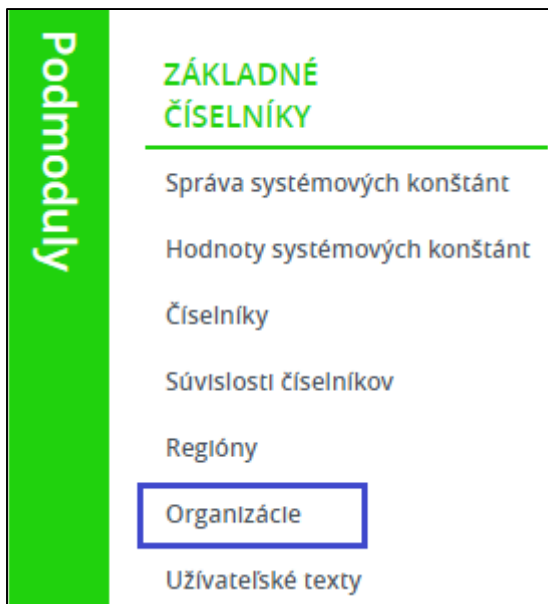 Podmoduly
ZÁKLADNÉ
ČÍSELNÍKY
Správa systémových konštánt
Hodnoty systémových konštánt
Číselníky
Súvislosti číselníkov
Regióny
Organizácie
Užívateľské texty